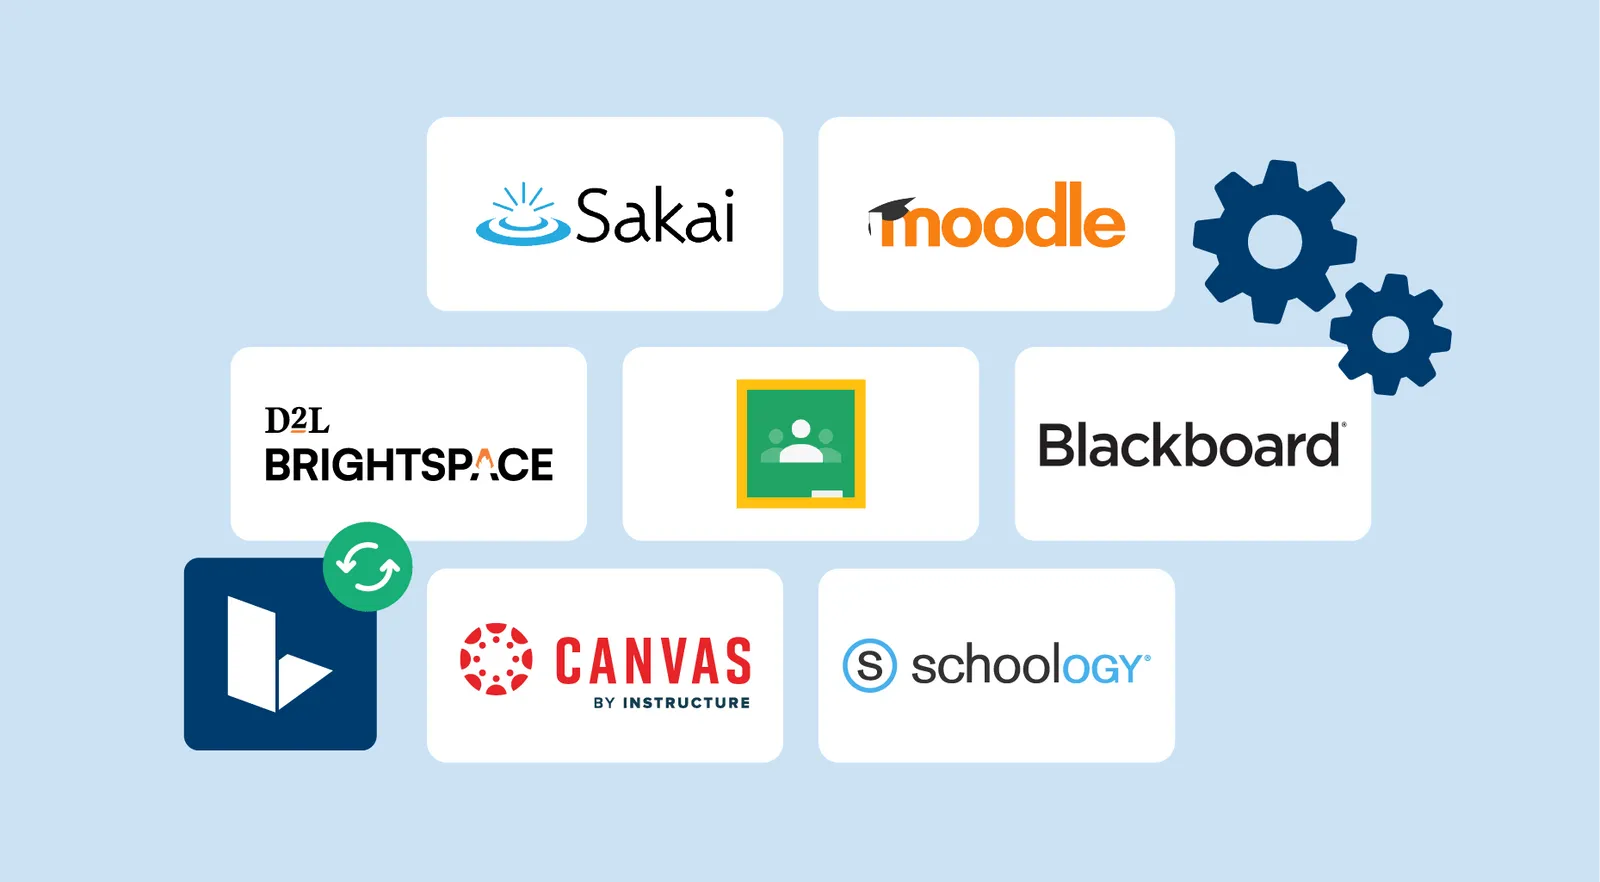 Sakai
moodle
D2L
BRIGHTSPACE
Blackboard®
CANVAS
BY INSTRUCTURE
S schoology®